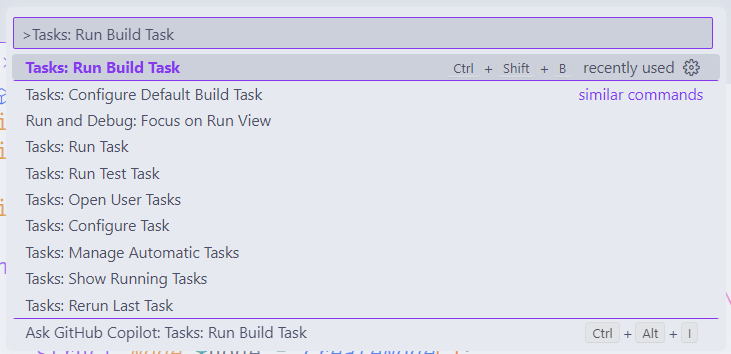 >Tasks: Run Build Task
Tasks: Run Build Task Ctrl + Shift + B recently used
Tasks: Configure Default Build Task similar commands
Run and Debug: Focus on Run View
Tasks: Run Task
Tasks: Run Test Task
Tasks: Open User Tasks
Tasks: Configure Task
Tasks: Manage Automatic Tasks
Tasks: Show Running Tasks
Tasks: Rerun Last Task
Ask GitHub Copilot: Tasks: Run Build Task Ctrl + Alt + I